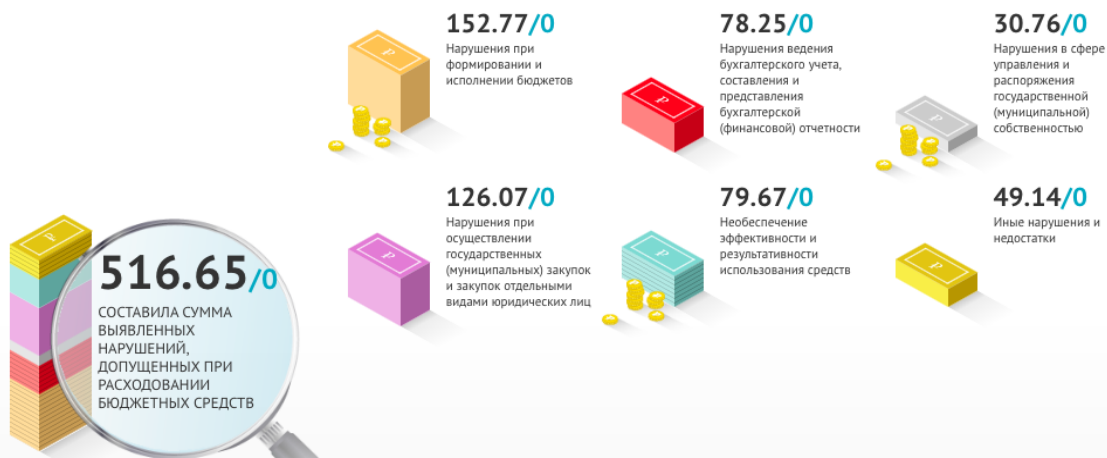 152.77/0
Нарушения при
формировании и
исполнении бюджетов
78.25/0
Нарушения ведения
бухгалтерского учета,
составления и
представления
бухгалтерской
(финансовой) отчетности
30.76/0
Нарушения в сфере
управления и
распоряжения
государственной
(муниципальной)
собственностью
126.07/0
Нарушения при
осуществлении
государственных
(муниципальных) закупок
и закупок отдельными
видами юридических лиц
79.67/0
Необеспечение
эффективности и
результативности
использования средств
49.14/0
Иные нарушения и
недостатки
516.65/0
СОСТАВИЛА СУММА
ВЫЯВЛЕННЫХ
НАРУШЕНИЙ,
ДОПУЩЕННЫХ ПРИ
РАСХОДОВАНИИ
БЮДЖЕТНЫХ СРЕДСТВ